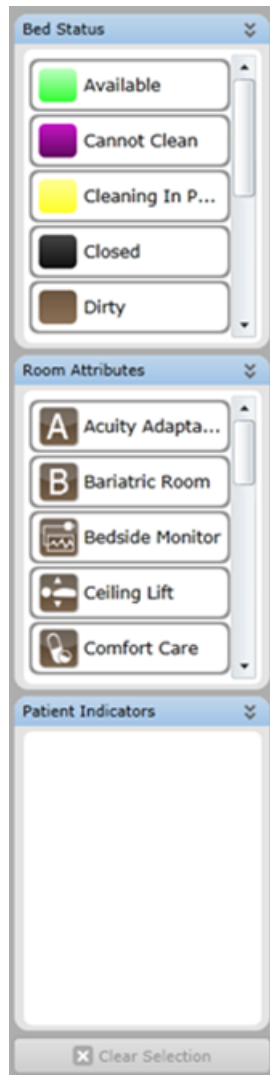 Bed Status
Available
Cannot Clean
Cleaning In P...
Closed
Dirty
Room Attributes
A Acuity Adapta...
B Bariatric Room
Bedside Monitor
Ceiling Lift
Comfort Care
Patient Indicators
Clear Selection